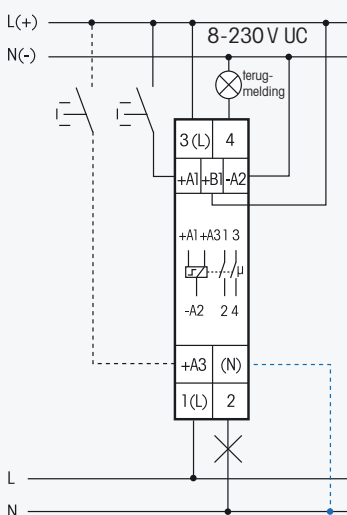 L(+)
8-230 V UC
N(-)
terug-
melding
3 (L) 4
+A1 +B1 -A2
+A1 +A3 1 3
µ
-A2 2 4
+A3 (N)
1 (L) 2
L
N